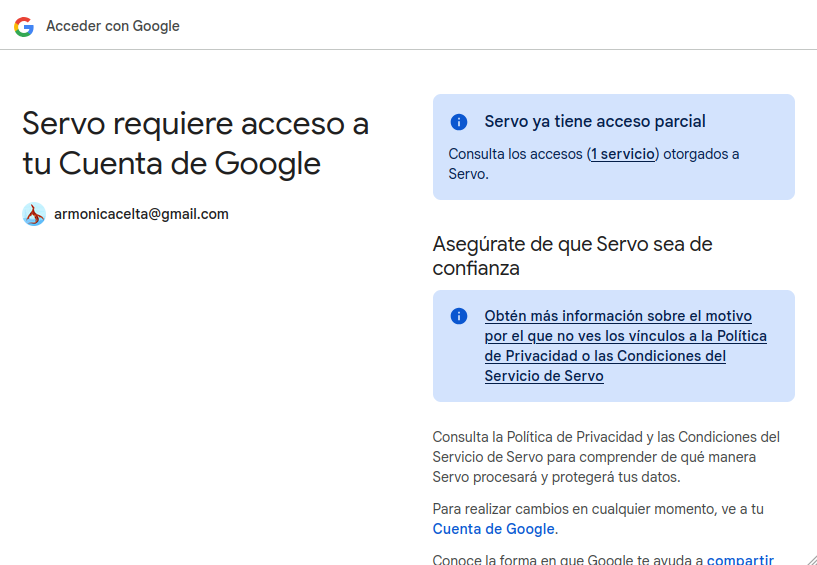 Acceder con Google
Servo requiere acceso a
tu Cuenta de Google
armonicacelta@gmail.com
Servo ya tiene acceso parcial
Consulta los accesos (1 servicio) otorgados a
Servo.
Asegúrate de que Servo sea de
confianza
Obtén más información sobre el motivo
por el que no ves los vínculos a la Política
de Privacidad o las Condiciones del
Servicio de Servo
Consulta la Política de Privacidad y las Condiciones del
Servicio de Servo para comprender de qué manera
Servo procesará y protegerá tus datos.
Para realizar cambios en cualquier momento, ve a tu
Cuenta de Google.
Conoce la forma en que Google te ayuda a compartir